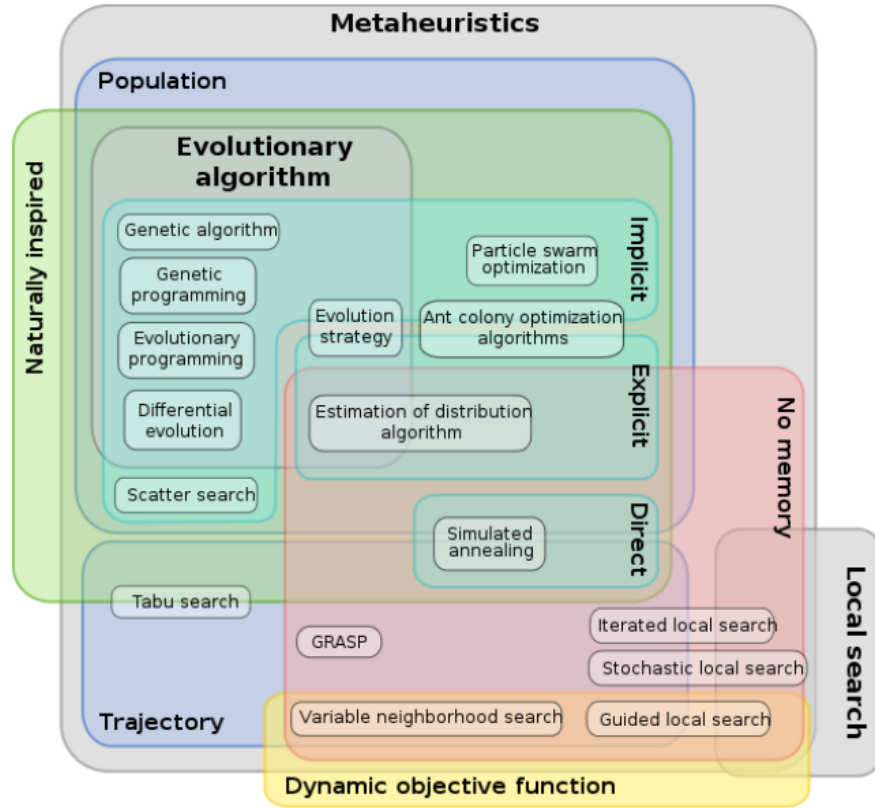 Metaheuristics
Population
Naturally inspired
Evolutionary
algorithm
Genetic algorithm
Implicit
Particle swarm
optimization
Genetic
programming
Evolution
strategy
Ant colony optimization
algorithms
Evolutionary
programming
Explicit
No memory
Differential
evolution
Estimation of distribution
algorithm
Scatter search
Direct
Simulated
annealing
Local search
Tabu search
GRASP
Iterated local search
Stochastic local search
Trajectory
Variable neighborhood search
Guided local search
Dynamic objective function